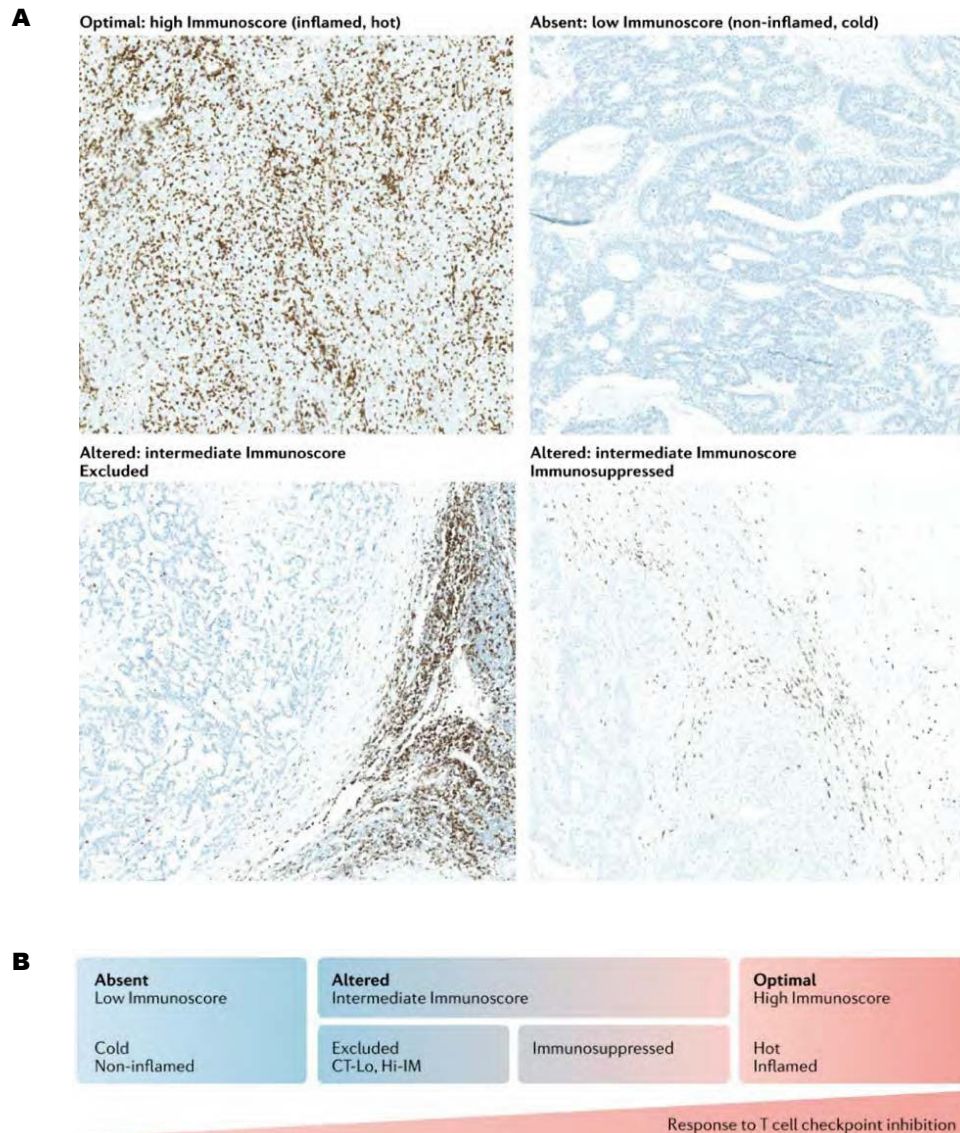 A
Optimal: high Immunoscore (inflamed, hot)
Absent: low Immunoscore (non-inflamed, cold)
Altered: intermediate Immunoscore
Excluded
Altered: intermediate Immunoscore
Immunosuppressed
B
Absent
Low Immunoscore
Cold
Non-inflamed
Altered
Intermediate Immunoscore
Excluded
CT-Lo, Hi-IM
Immunosuppressed
Optimal
High Immunoscore
Hot
Inflamed
Response to T cell checkpoint inhibition